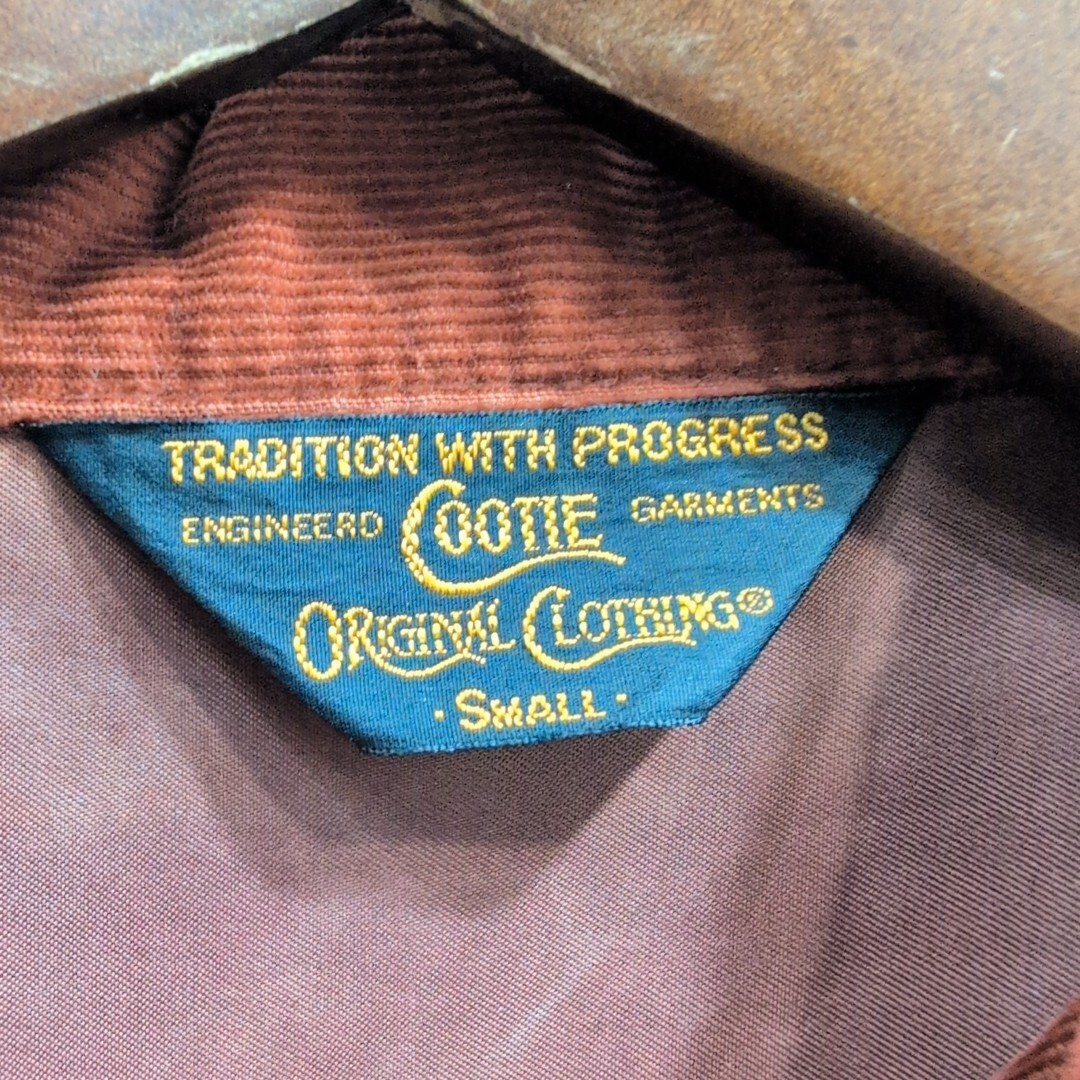 TRADITION WITH PROGRESS
ENGINEERD COOTIE GARMENTS
ORIGINAL CLOTHING®
· SMALL ·